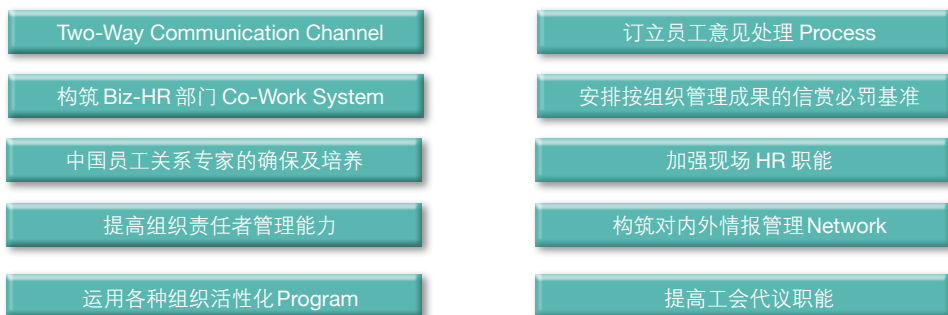 Two-Way Communication Channel
订立员工意见处理 Process
构筑 Biz-HR 部门 Co-Work System
安排按组织管理成果的信赏必罚基准
中国员工关系专家的确保及培养
加强现场 HR 职能
提高组织责任者管理能力
构筑对内外情报管理 Network
运用各种组织活性化 Program
提高工会代议职能